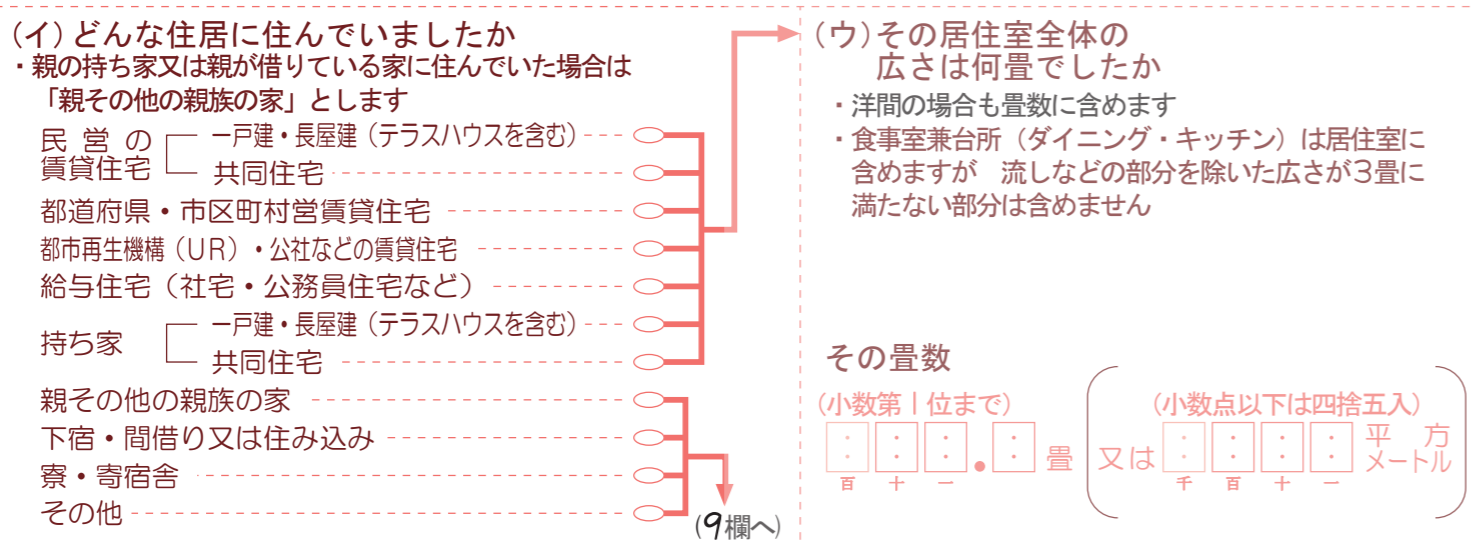 (イ)どんな住居に住んでいましたか
・親の持ち家又は親が借りている家に住んでいた場合は
「親その他の親族の家」とします
民営の
賃貸住宅
一戸建・長屋建（テラスハウスを含む）
共同住宅
都道府県・市区町村営賃貸住宅
都市再生機構（UR）・公社などの賃貸住宅
給与住宅（社宅・公務員住宅など）
持ち家
一戸建・長屋建（テラスハウスを含む）
共同住宅
親その他の親族の家
下宿・間借り又は住み込み
寮・寄宿舎
その他
(9欄へ)
(ウ)その居住室全体の
広さは何畳でしたか
・洋間の場合も畳数に含めます
・食事室兼台所（ダイニング・キッチン）は居住室に
含めますが　流しなどの部分を除いた広さが３畳に
満たない部分は含めません
その畳数
(小数第1位まで)
百 十 一 . 畳
(小数点以下は四捨五入)
又は 千 百 十 一 平方メートル